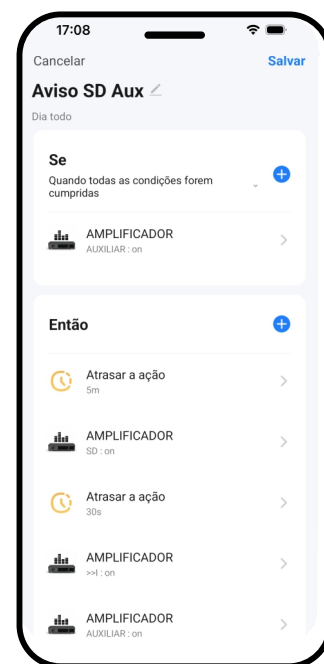 17:08
Cancelar
Salvar
Aviso SD Aux
Dia todo
Se
Quando todas as condições forem
cumpridas
AMPLIFICADOR
AUXILIAR : on
Então
Atrasar a ação
5m
AMPLIFICADOR
SD : on
Atrasar a ação
30s
AMPLIFICADOR
>>I : on
AMPLIFICADOR
AUXILIAR : on